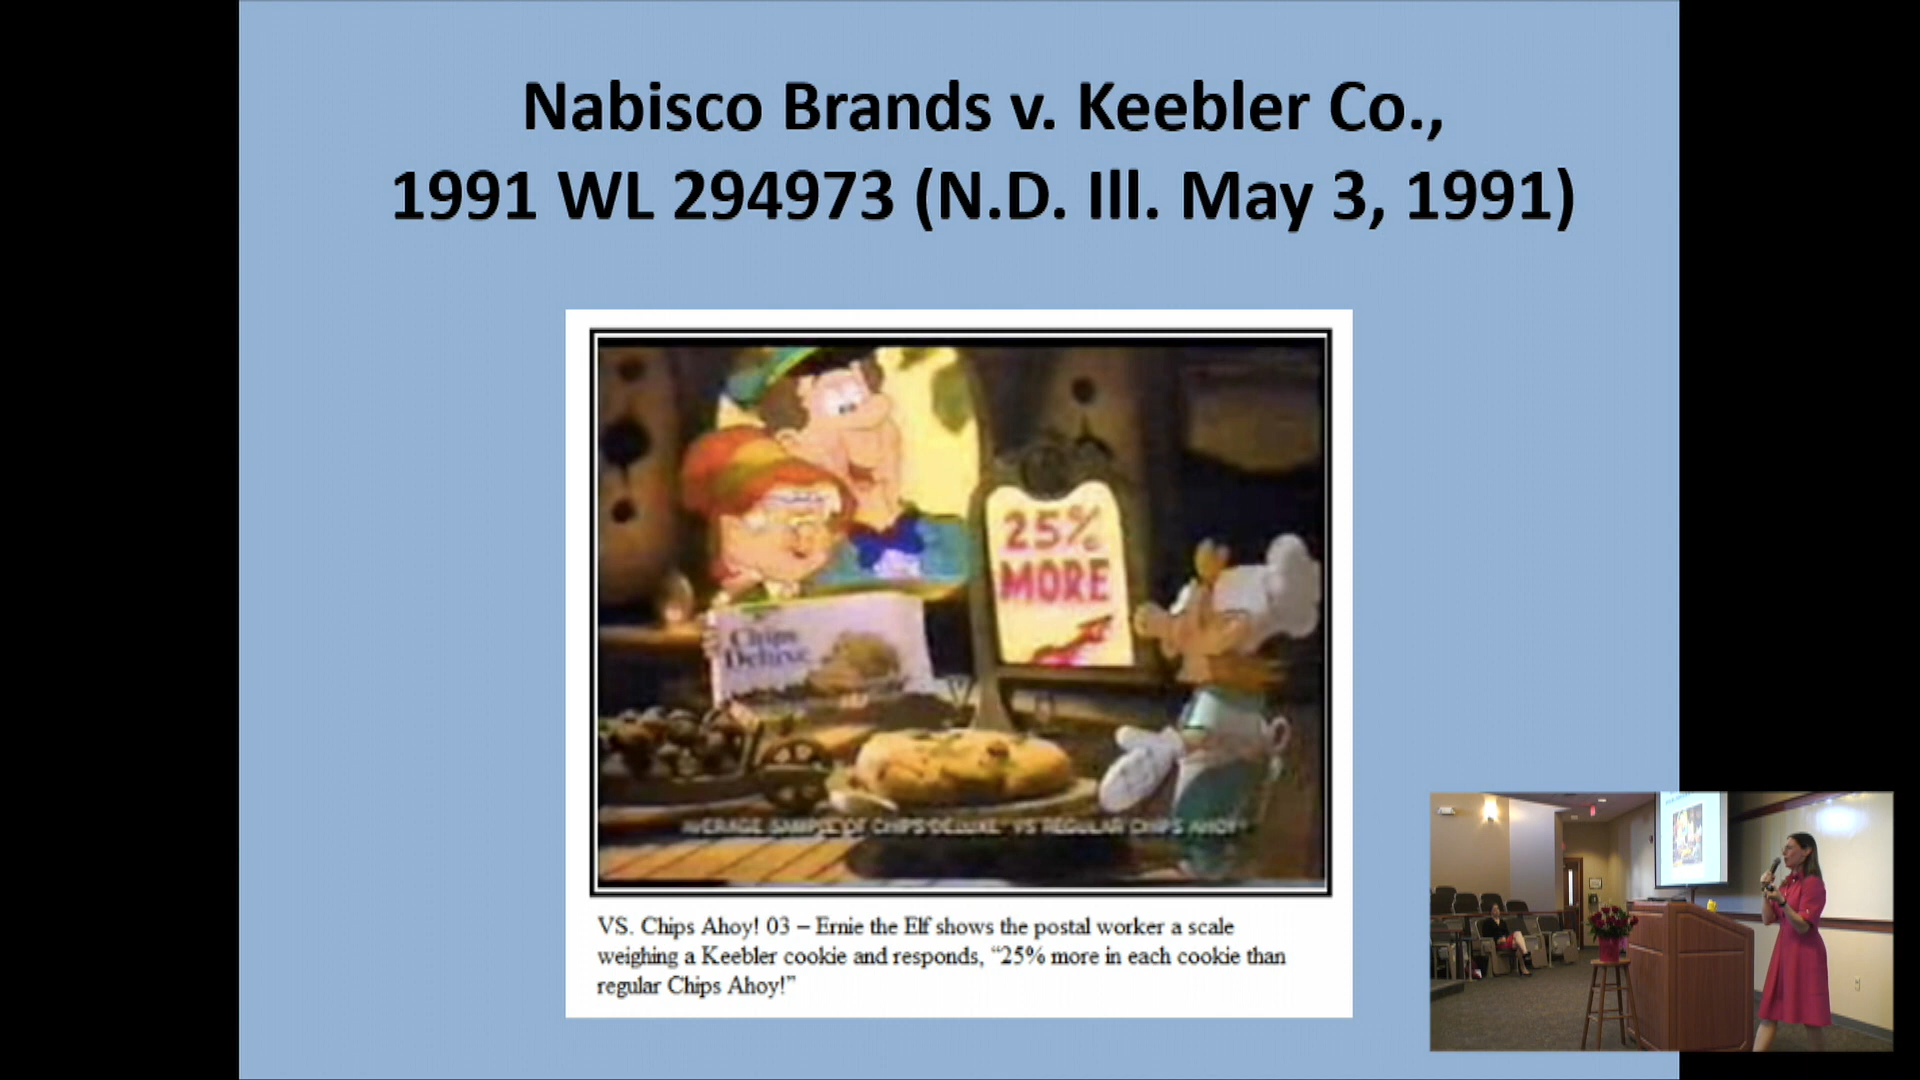 Nabisco Brands v. Keebler Co.,
1991 WL 294973 (N.D. Ill. May 3, 1991)
25%
MORE
Chips
Deluxe
AVERAGE SAMPLE OF CHIPS DELUXE VS REGULAR CHIPS AHOY
VS. Chips Ahoy! 03 – Ernie the Elf shows the postal worker a scale
weighing a Keebler cookie and responds, “25% more in each cookie than
regular Chips Ahoy!”